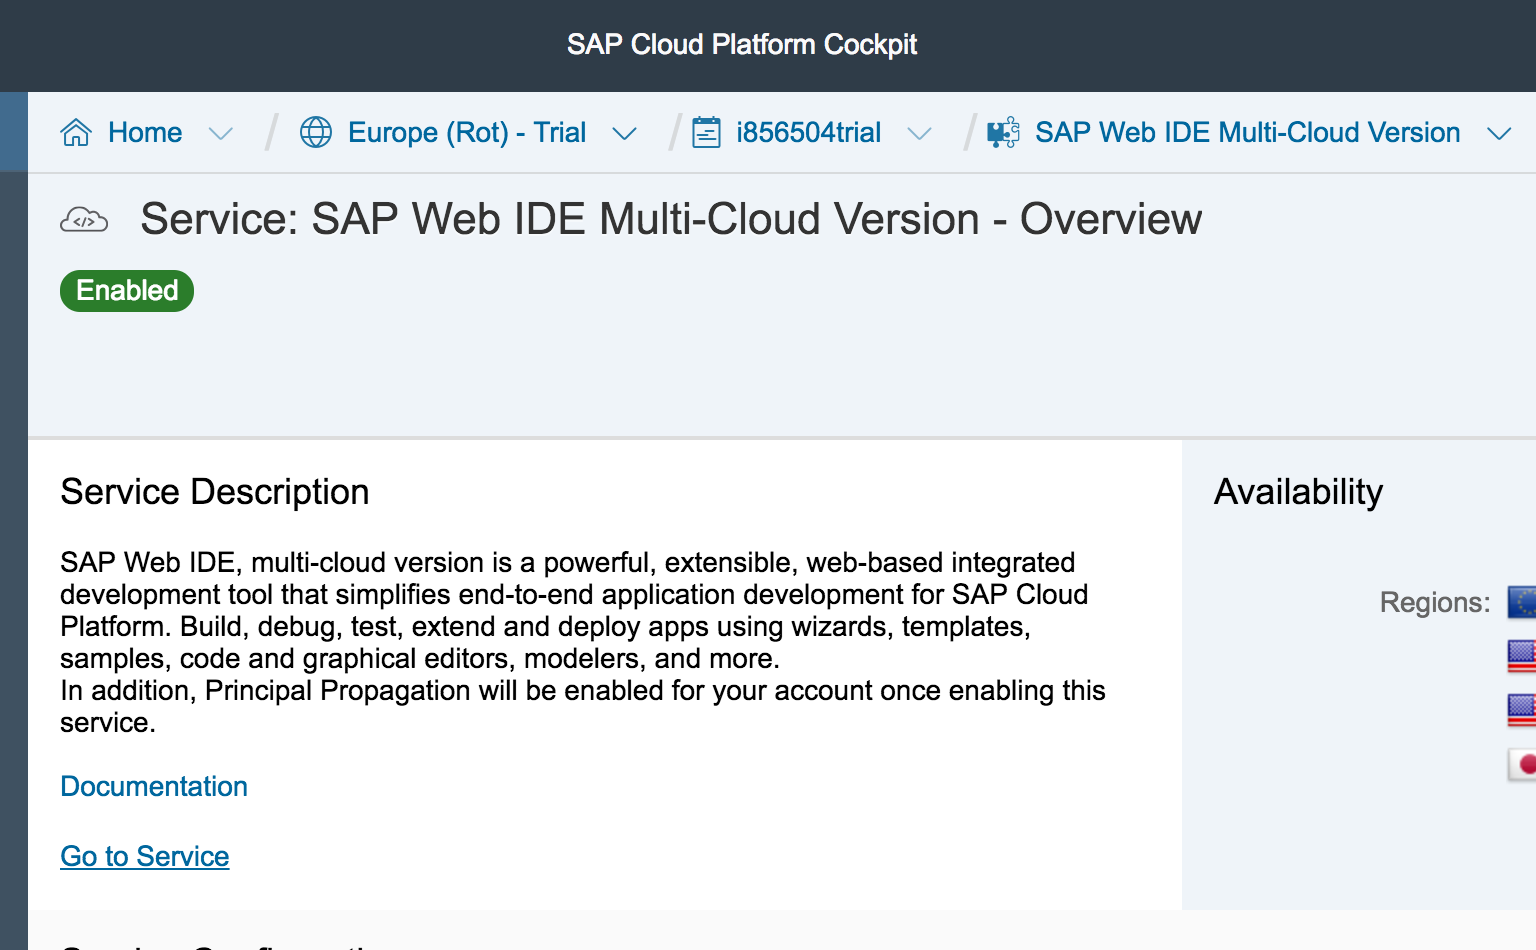 SAP Cloud Platform Cockpit
Home / Europe (Rot) - Trial / i856504trial / SAP Web IDE Multi-Cloud Version
</> Service: SAP Web IDE Multi-Cloud Version - Overview
Enabled
Service Description
SAP Web IDE, multi-cloud version is a powerful, extensible, web-based integrated
development tool that simplifies end-to-end application development for SAP Cloud
Platform. Build, debug, test, extend and deploy apps using wizards, templates,
samples, code and graphical editors, modelers, and more.
In addition, Principal Propagation will be enabled for your account once enabling this
service.
Documentation
Go to Service
Availability
Regions: